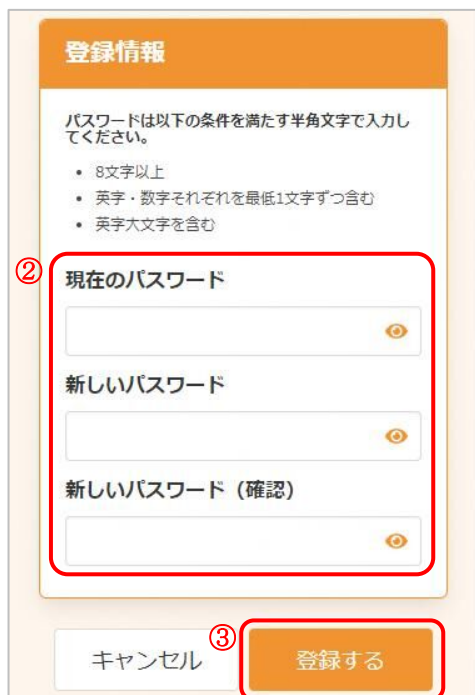 登録情報
パスワードは以下の条件を満たす半角文字で入力し
てください。
• 8文字以上
• 英字・数字それぞれを最低1文字ずつ含む
• 英字大文字を含む
②
現在のパスワード
新しいパスワード
新しいパスワード（確認）
③
キャンセル
登録する